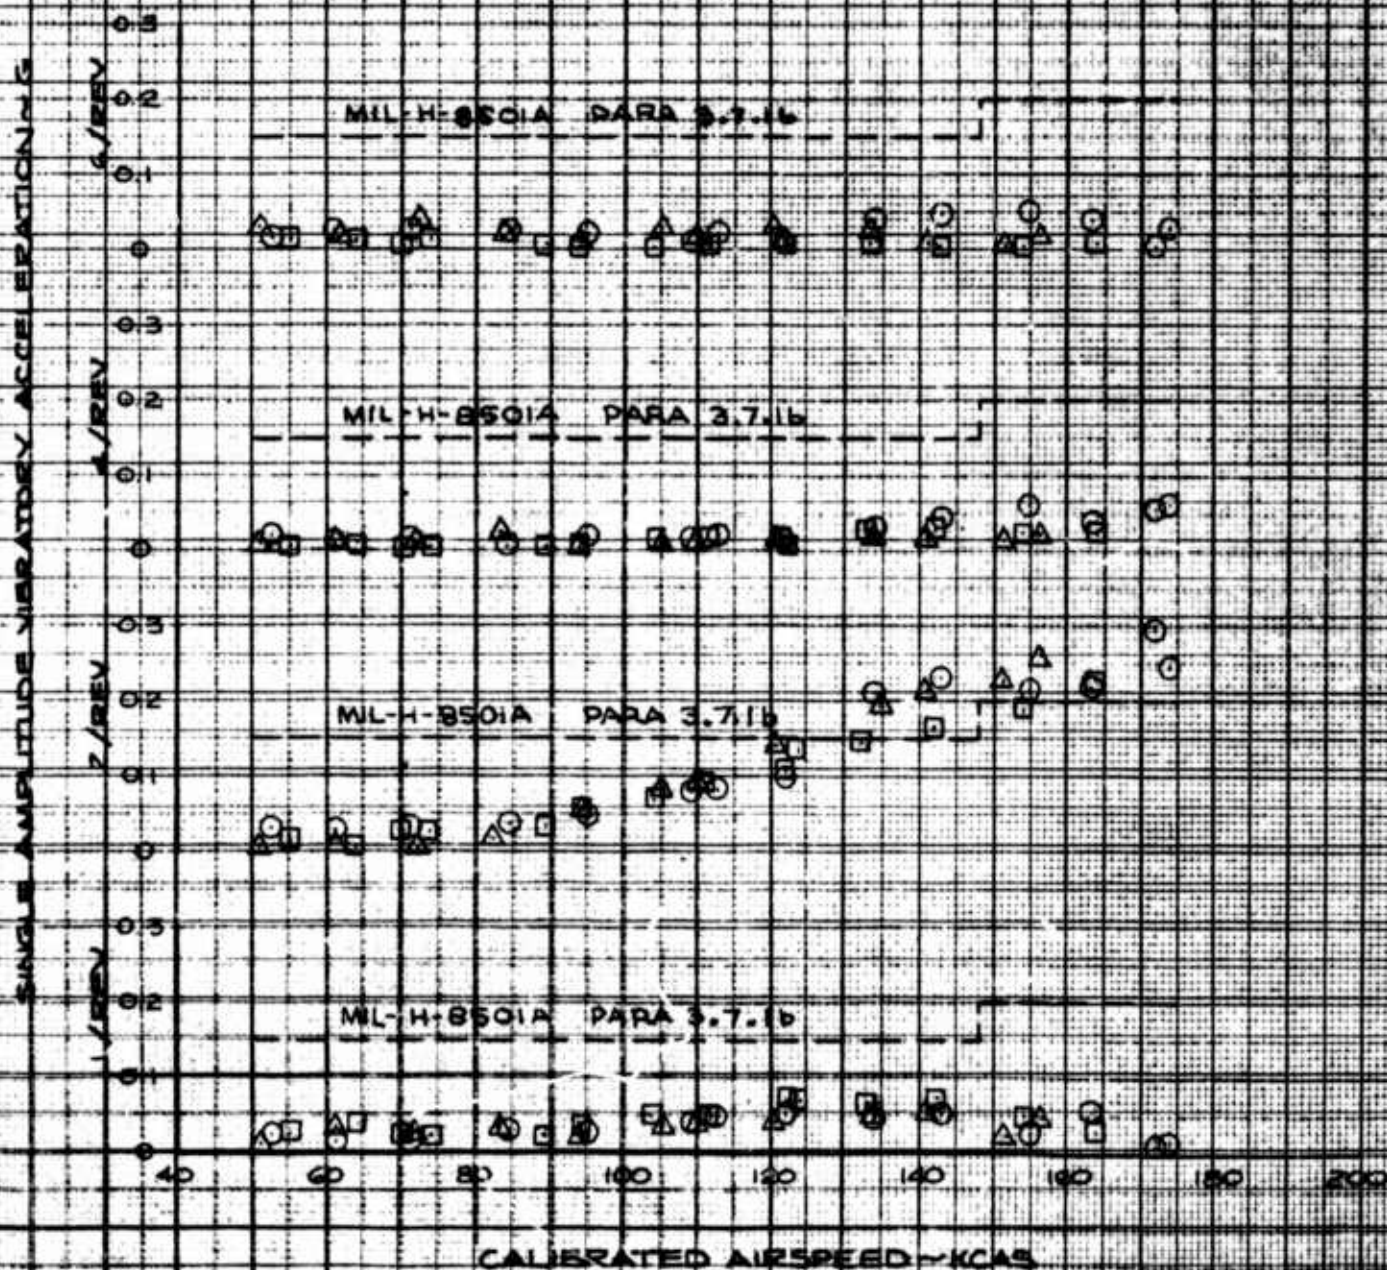 SINGLE AMPLITUDE VIBRATORY ACCELERATION ~ G
6/REV
0.3
0.2
0.1
0
MIL-H-8501A PARA 3.7.1b
4/REV
0.3
0.2
0.1
0
MIL-H-8501A PARA 3.7.1b
2/REV
0.3
0.2
0.1
0
MIL-H-8501A PARA 3.7.1b
1/REV
0.3
0.2
0.1
0
MIL-H-8501A PARA 3.7.1b
40 60 80 100 120 140 160 180 200
CALIBRATED AIRSPEED ~ KCAS